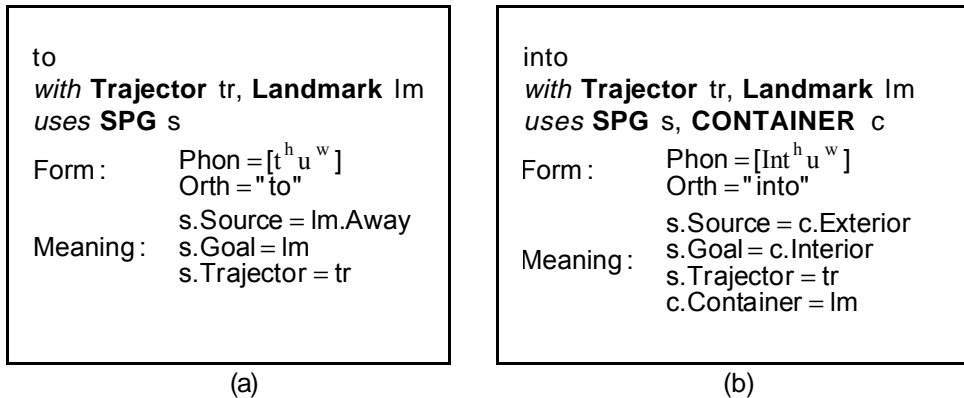 to
with Trajector tr, Landmark lm
uses SPG s
Form : Phon = [tʰuʷ]
Orth = "to"
Meaning : s.Source = lm.Away
s.Goal = lm
s.Trajector = tr
(a)
into
with Trajector tr, Landmark lm
uses SPG s, CONTAINER c
Form : Phon = [Intʰuʷ]
Orth = "into"
Meaning : s.Source = c.Exterior
s.Goal = c.Interior
s.Trajector = tr
c.Container = lm
(b)